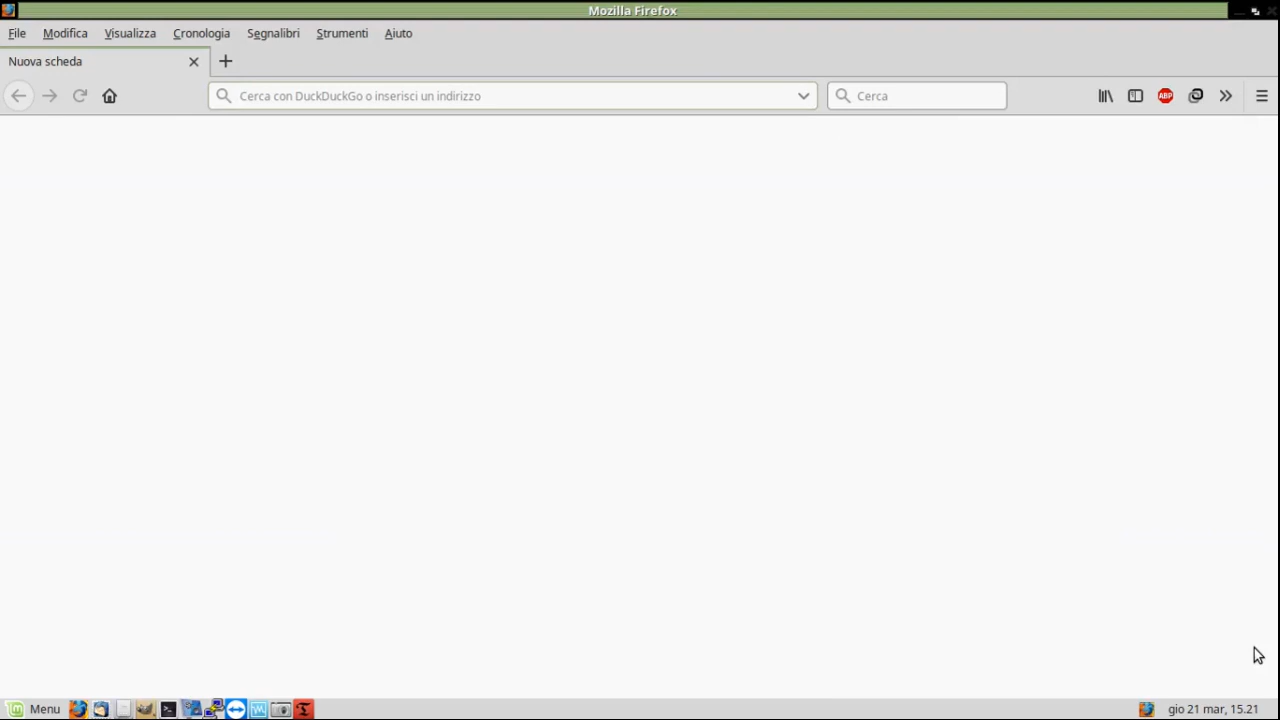 Mozilla Firefox
File Modifica Visualizza Cronologia Segnalibri Strumenti Aiuto
Nuova scheda
Cerca con DuckDuckGo o inserisci un indirizzo Cerca ABP
Menu gio 21 mar, 15.21